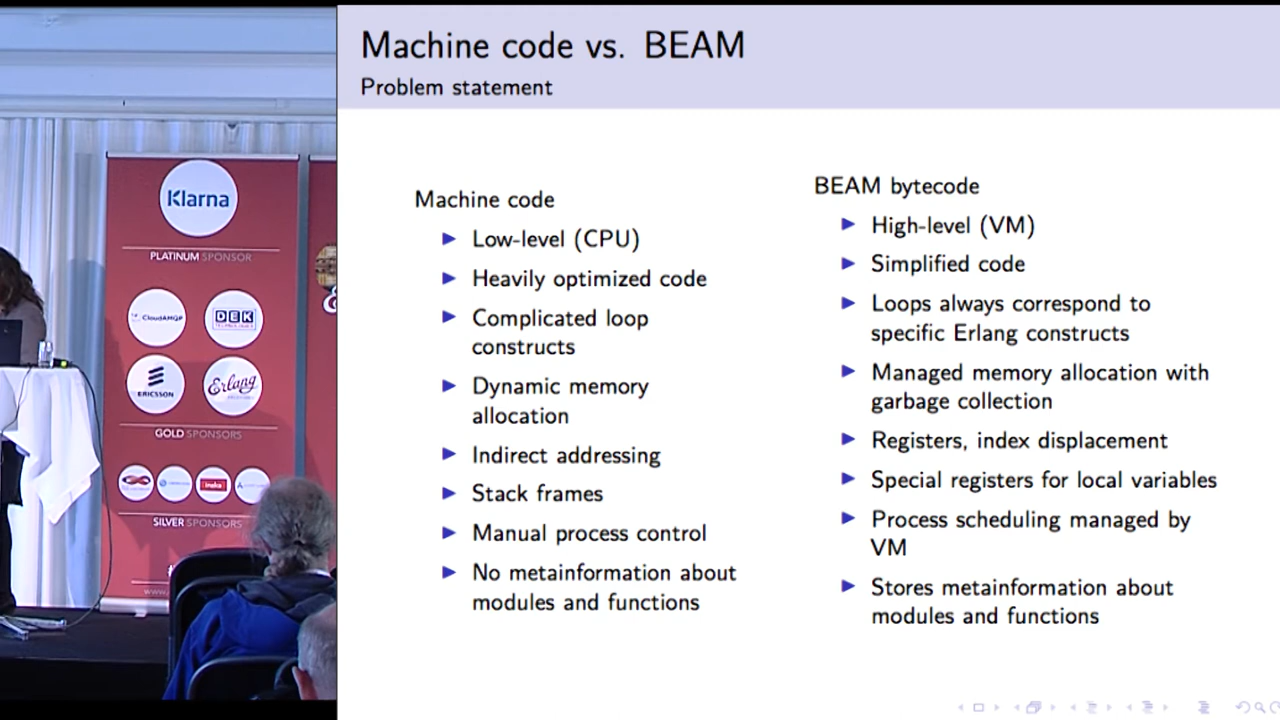 Machine code vs. BEAM
Problem statement
Machine code
Low-level (CPU)
Heavily optimized code
Complicated loop
constructs
Dynamic memory
allocation
Indirect addressing
Stack frames
Manual process control
No metainformation about
modules and functions
BEAM bytecode
High-level (VM)
Simplified code
Loops always correspond to
specific Erlang constructs
Managed memory allocation with
garbage collection
Registers, index displacement
Special registers for local variables
Process scheduling managed by
VM
Stores metainformation about
modules and functions
Klarna
PLATINUM SPONSOR
CloudAMQP
DEK
ERICSSON
Erlang
GOLD SPONSORS
inaka
SILVER SPONSORS